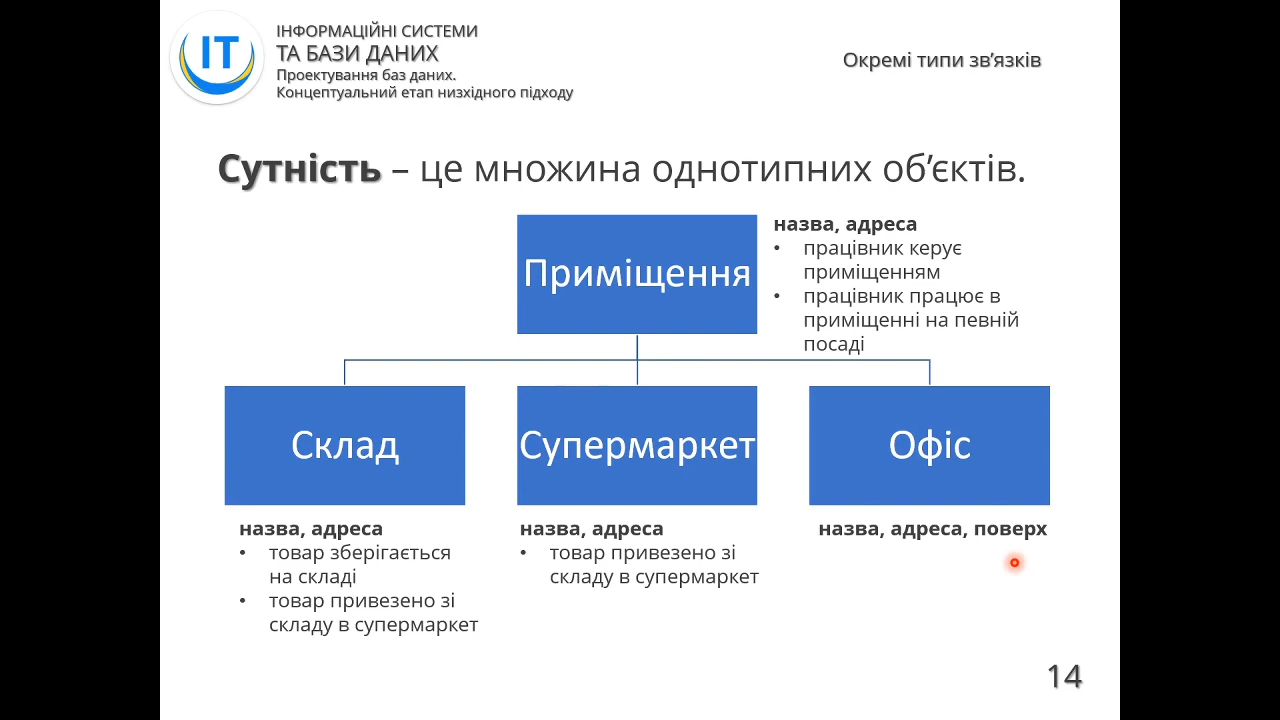 ІТ
ІНФОРМАЦІЙНІ СИСТЕМИ
ТА БАЗИ ДАНИХ
Проектування баз даних.
Концептуальний етап низхідного підходу
Окремі типи зв’язків
Сутність – це множина однотипних об’єктів.
Приміщення
назва, адреса
• працівник керує
приміщенням
• працівник працює в
приміщенні на певній
посаді
Склад
Супермаркет
Офіс
назва, адреса
• товар зберігається
на складі
• товар привезено зі
складу в супермаркет
назва, адреса
• товар привезено зі
складу в супермаркет
назва, адреса, поверх
14